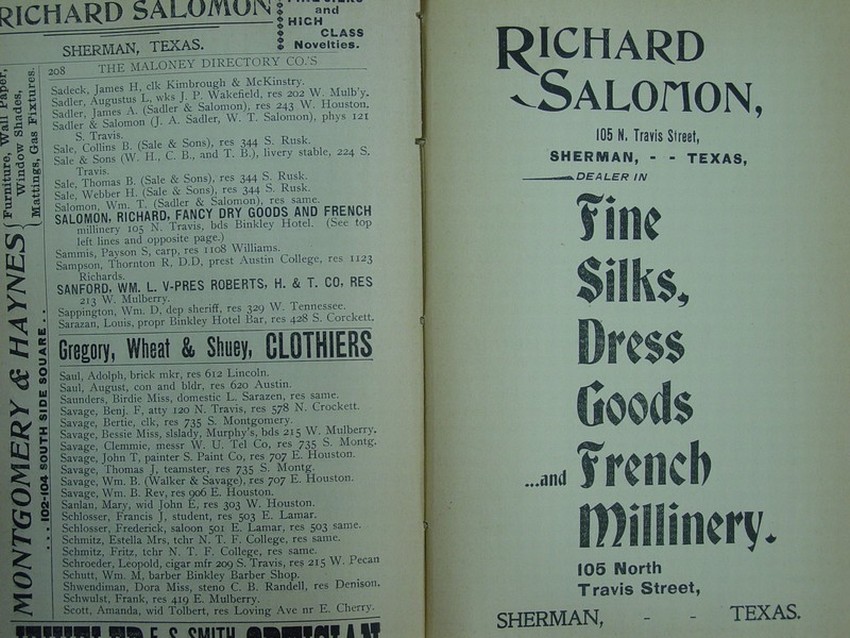 RICHARD SALOMON
and
HIGH
CLASS
Novelties.
SHERMAN, TEXAS.
208 THE MALONEY DIRECTORY CO.'S
Sadeck, James H, clk Kimbrough & McKinstry.
Sadler, Augustus L, wks J. P. Wakefield, res 202 W. Mulb'y.
Sadler, James A. (Sadler & Salomon), res 243 W. Houston.
Sadler & Salomon (J. A. Sadler, W. T. Salomon), phys 121
S. Travis.
Sale, Collins B. (Sale & Sons), res 344 S. Rusk.
Sale & Sons (W. H., C. B., and T. B.), livery stable, 224 S.
Travis.
Sale, Thomas B. (Sale & Sons), res 344 S. Rusk.
Sale, Webber H. (Sale & Sons), res 344 S. Rusk.
Salomon, Wm. T. (Sadler & Salomon), res same.
SALOMON, RICHARD, FANCY DRY GOODS AND FRENCH
millinery 105 N. Travis, bds Binkley Hotel. (See top
left lines and opposite page.)
Sammis, Payson S, carp, res 1108 Williams.
Sampson, Thornton R, D.D, prest Austin College, res 1123
Richards.
SANFORD, WM. L. V-PRES ROBERTS, H. & T. CO, RES
213 W. Mulberry.
Sappington, Wm. D, dep sheriff, res 329 W. Tennessee.
Sarazan, Louis, propr Binkley Hotel Bar, res 428 S. Corckett.
Gregory, Wheat & Shuey, CLOTHIERS
Saul, Adolph, brick mkr, res 612 Lincoln.
Saul, August, con and bldr, res 620 Austin.
Saunders, Birdie Miss, domestic L. Sarazen, res same.
Savage, Benj. F, atty 120 N. Travis, res 578 N. Crockett.
Savage, Bertie, clk, res 735 S. Montgomery.
Savage, Bessie Miss, slslady, Murphy's, bds 215 W. Mulberry.
Savage, Clemmie, messr W. U. Tel Co, res 735 S. Montg.
Savage, John T, painter S. Paint Co, res 707 E. Houston.
Savage, Thomas J, teamster, res 735 S. Montg.
Savage, Wm. B. (Walker & Savage), res 707 E. Houston.
Savage, Wm. B. Rev, res 906 E. Houston.
Sanlan, Mary, wid John E, res 303 W. Houston.
Schlosser, Francis J, student, res 503 E. Lamar.
Schlosser, Frederick, saloon 501 E. Lamar, res 503 same.
Schmitz, Estella Mrs, tchr N. T. F. College, res same.
Schmitz, Fritz, tchr N. T. F. College, res same.
Schroeder, Leopold, cigar mfr 209 S. Travis, res 215 W. Pecan
Schutt, Wm. M, barber Binkley Barber Shop.
Shwendiman, Dora Miss, steno C. B. Randell, res Denison.
Schwulst, Frank, res 419 E. Mulberry.
Scott, Amanda, wid Tolbert, res Loving Ave nr E. Cherry.
E. S. SMITH
MONTGOMERY & HAYNES
Furniture, Wall Paper,
Window Shades,
Mattings, Gas Fixtures.
... 102-104 SOUTH SIDE SQUARE...
RICHARD
SALOMON,
105 N. Travis Street,
SHERMAN, - - TEXAS,
DEALER IN
Fine
Silks,
Dress
Goods
...and French
Millinery.
105 North
Travis Street,
SHERMAN, - - TEXAS.